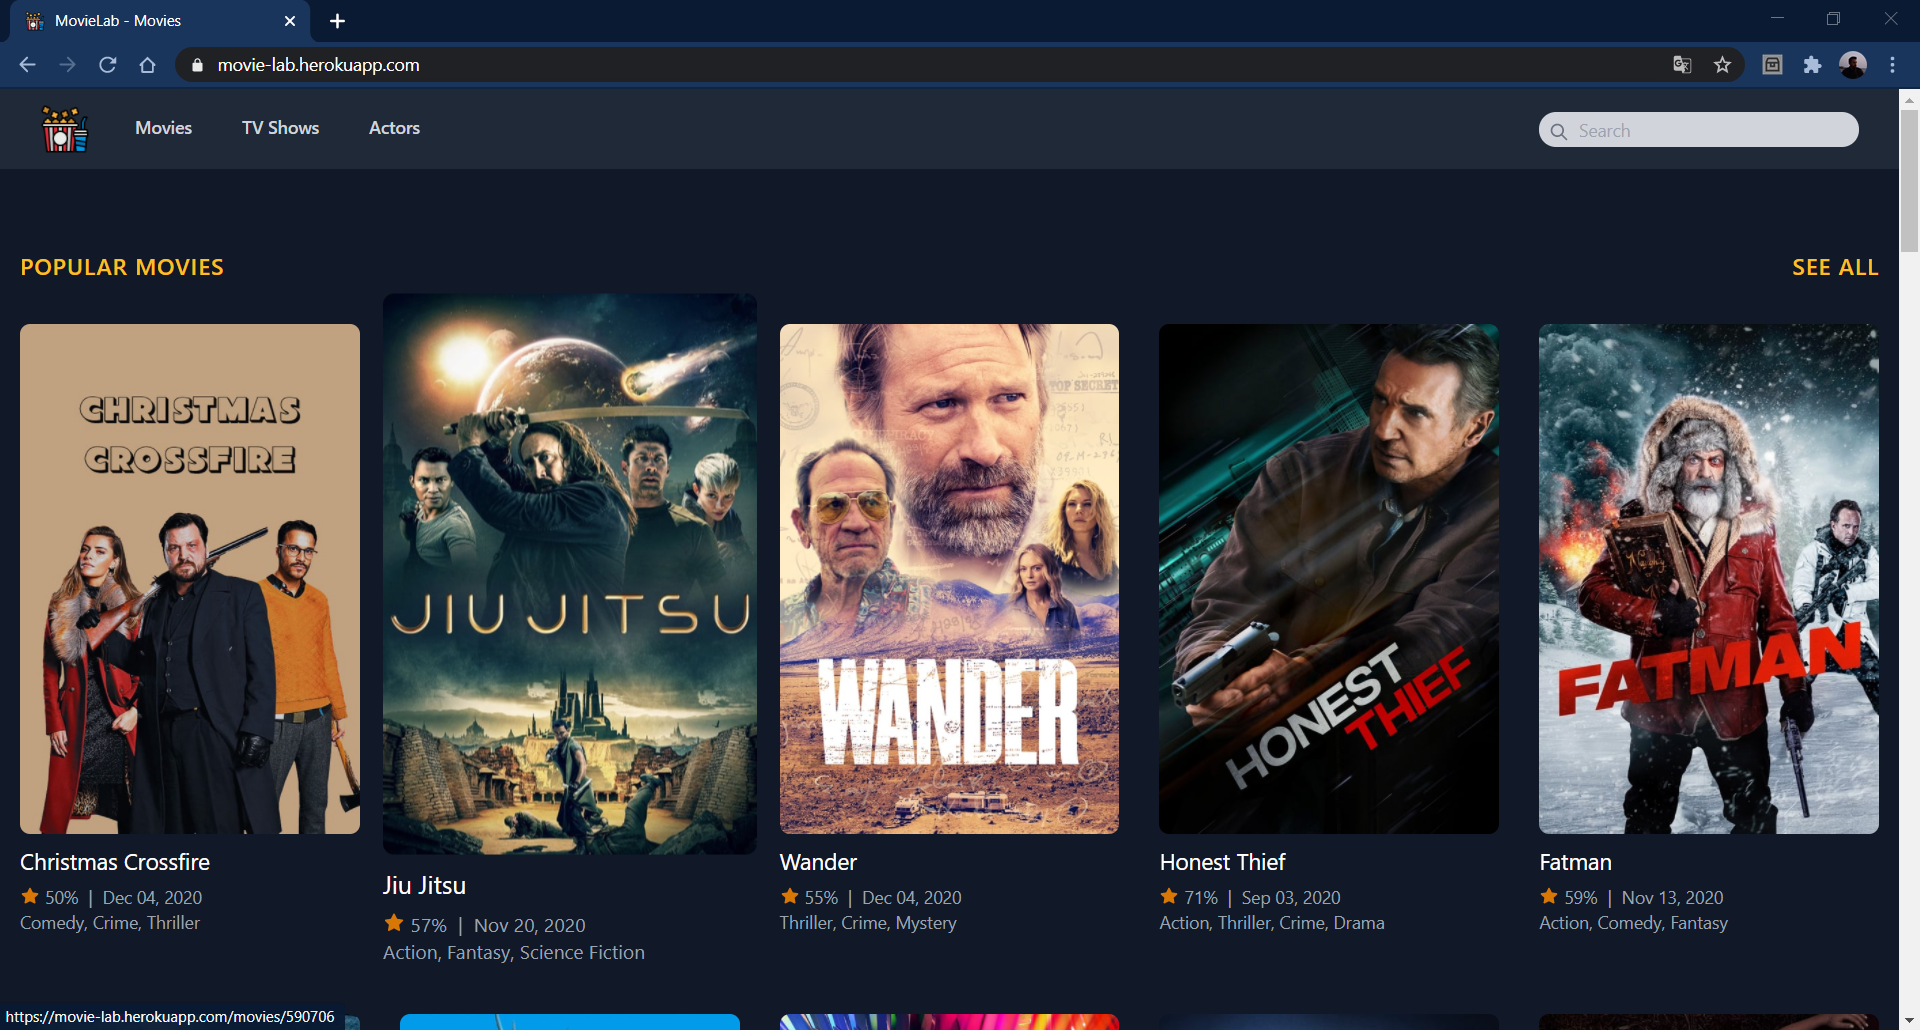 MovieLab - Movies
movie-lab.herokuapp.com
Movies
TV Shows
Actors
Search
POPULAR MOVIES
SEE ALL
CHRISTMAS
CROSSFIRE
JIU JITSU
TOP SECRET
WANDER
HONEST
THIEF
Naughty
FATMAN
Christmas Crossfire
50% | Dec 04, 2020
Comedy, Crime, Thriller
Jiu Jitsu
57% | Nov 20, 2020
Action, Fantasy, Science Fiction
Wander
55% | Dec 04, 2020
Thriller, Crime, Mystery
Honest Thief
71% | Sep 03, 2020
Action, Thriller, Crime, Drama
Fatman
59% | Nov 13, 2020
Action, Comedy, Fantasy
https://movie-lab.herokuapp.com/movies/590706